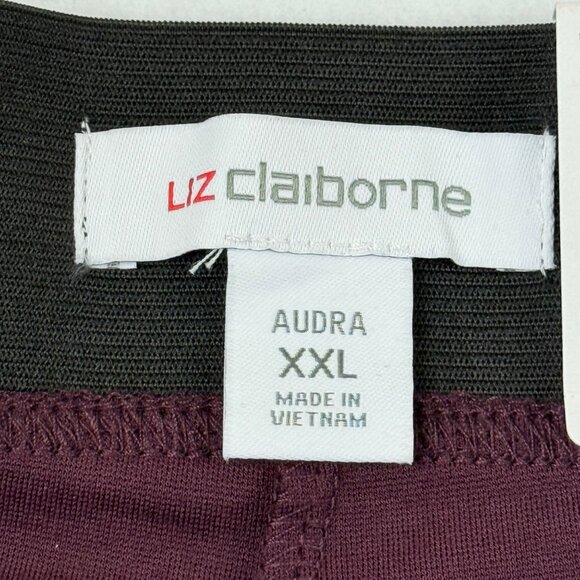 LIZ claiborne
AUDRA
XXL
MADE IN
VIETNAM